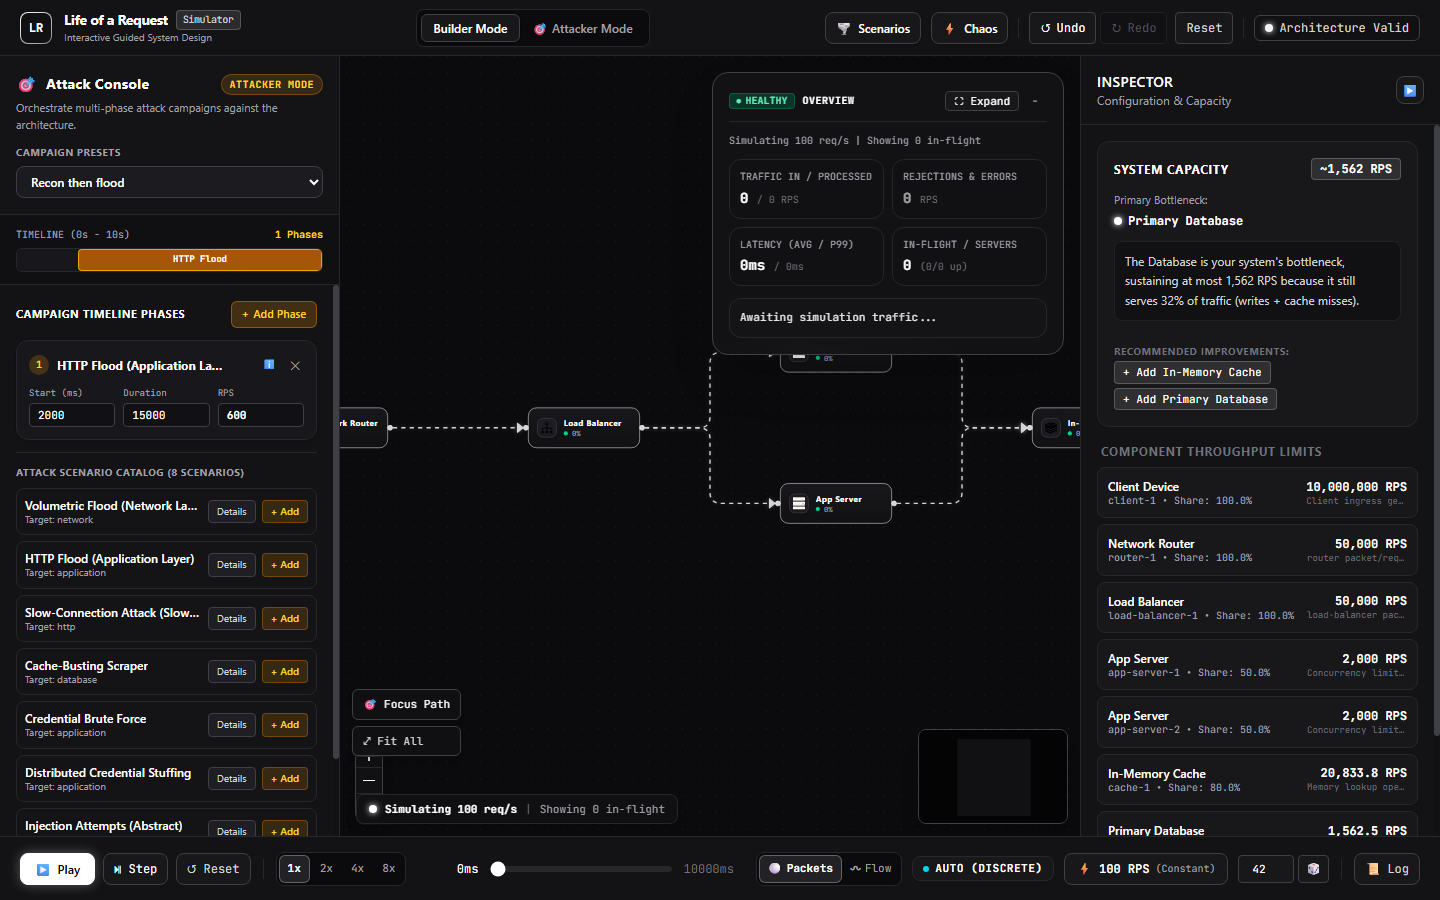 LR
Life of a Request
Simulator
Interactive Guided System Design
Builder Mode
Attacker Mode
Scenarios
Chaos
↺ Undo
↻ Redo
Reset
Architecture Valid
Attack Console
ATTACKER MODE
Orchestrate multi-phase attack campaigns against the
architecture.
CAMPAIGN PRESETS
Recon then flood
TIMELINE (0s - 10s)
1 Phases
HTTP Flood
CAMPAIGN TIMELINE PHASES
+ Add Phase
1
HTTP Flood (Application La...
Start (ms)
Duration
RPS
2000
15000
600
ATTACK SCENARIO CATALOG (8 SCENARIOS)
Volumetric Flood (Network La...
Target: network
Details
+ Add
HTTP Flood (Application Layer)
Target: application
Details
+ Add
Slow-Connection Attack (Slow...
Target: http
Details
+ Add
Cache-Busting Scraper
Target: database
Details
+ Add
Credential Brute Force
Target: application
Details
+ Add
Distributed Credential Stuffing
Target: application
Details
+ Add
Injection Attempts (Abstract)
Target: application
Details
+ Add
HEALTHY
OVERVIEW
Expand
-
Simulating 100 req/s | Showing 0 in-flight
TRAFFIC IN / PROCESSED
0 / 0 RPS
REJECTIONS & ERRORS
0 RPS
LATENCY (AVG / P99)
0ms / 0ms
IN-FLIGHT / SERVERS
0 (0/0 up)
Awaiting simulation traffic...
0%
rk Router
Load Balancer
0%
In-
0%
App Server
0%
Focus Path
Fit All
Simulating 100 req/s | Showing 0 in-flight
INSPECTOR
Configuration & Capacity
SYSTEM CAPACITY
~1,562 RPS
Primary Bottleneck:
Primary Database
The Database is your system's bottleneck,
sustaining at most 1,562 RPS because it still
serves 32% of traffic (writes + cache misses).
RECOMMENDED IMPROVEMENTS:
+ Add In-Memory Cache
+ Add Primary Database
COMPONENT THROUGHPUT LIMITS
Client Device
10,000,000 RPS
client-1 • Share: 100.0%
Client ingress ge…
Network Router
50,000 RPS
router-1 • Share: 100.0%
router packet/req…
Load Balancer
50,000 RPS
load-balancer-1 • Share: 100.0%
load-balancer pac…
App Server
2,000 RPS
app-server-1 • Share: 50.0%
Concurrency limit…
App Server
2,000 RPS
app-server-2 • Share: 50.0%
Concurrency limit…
In-Memory Cache
20,833.8 RPS
cache-1 • Share: 80.0%
Memory lookup ope…
Primary Database
1,562.5 RPS
Play
Step
↺ Reset
1x
2x
4x
8x
0ms
10000ms
Packets
Flow
AUTO (DISCRETE)
100 RPS (Constant)
42
Log